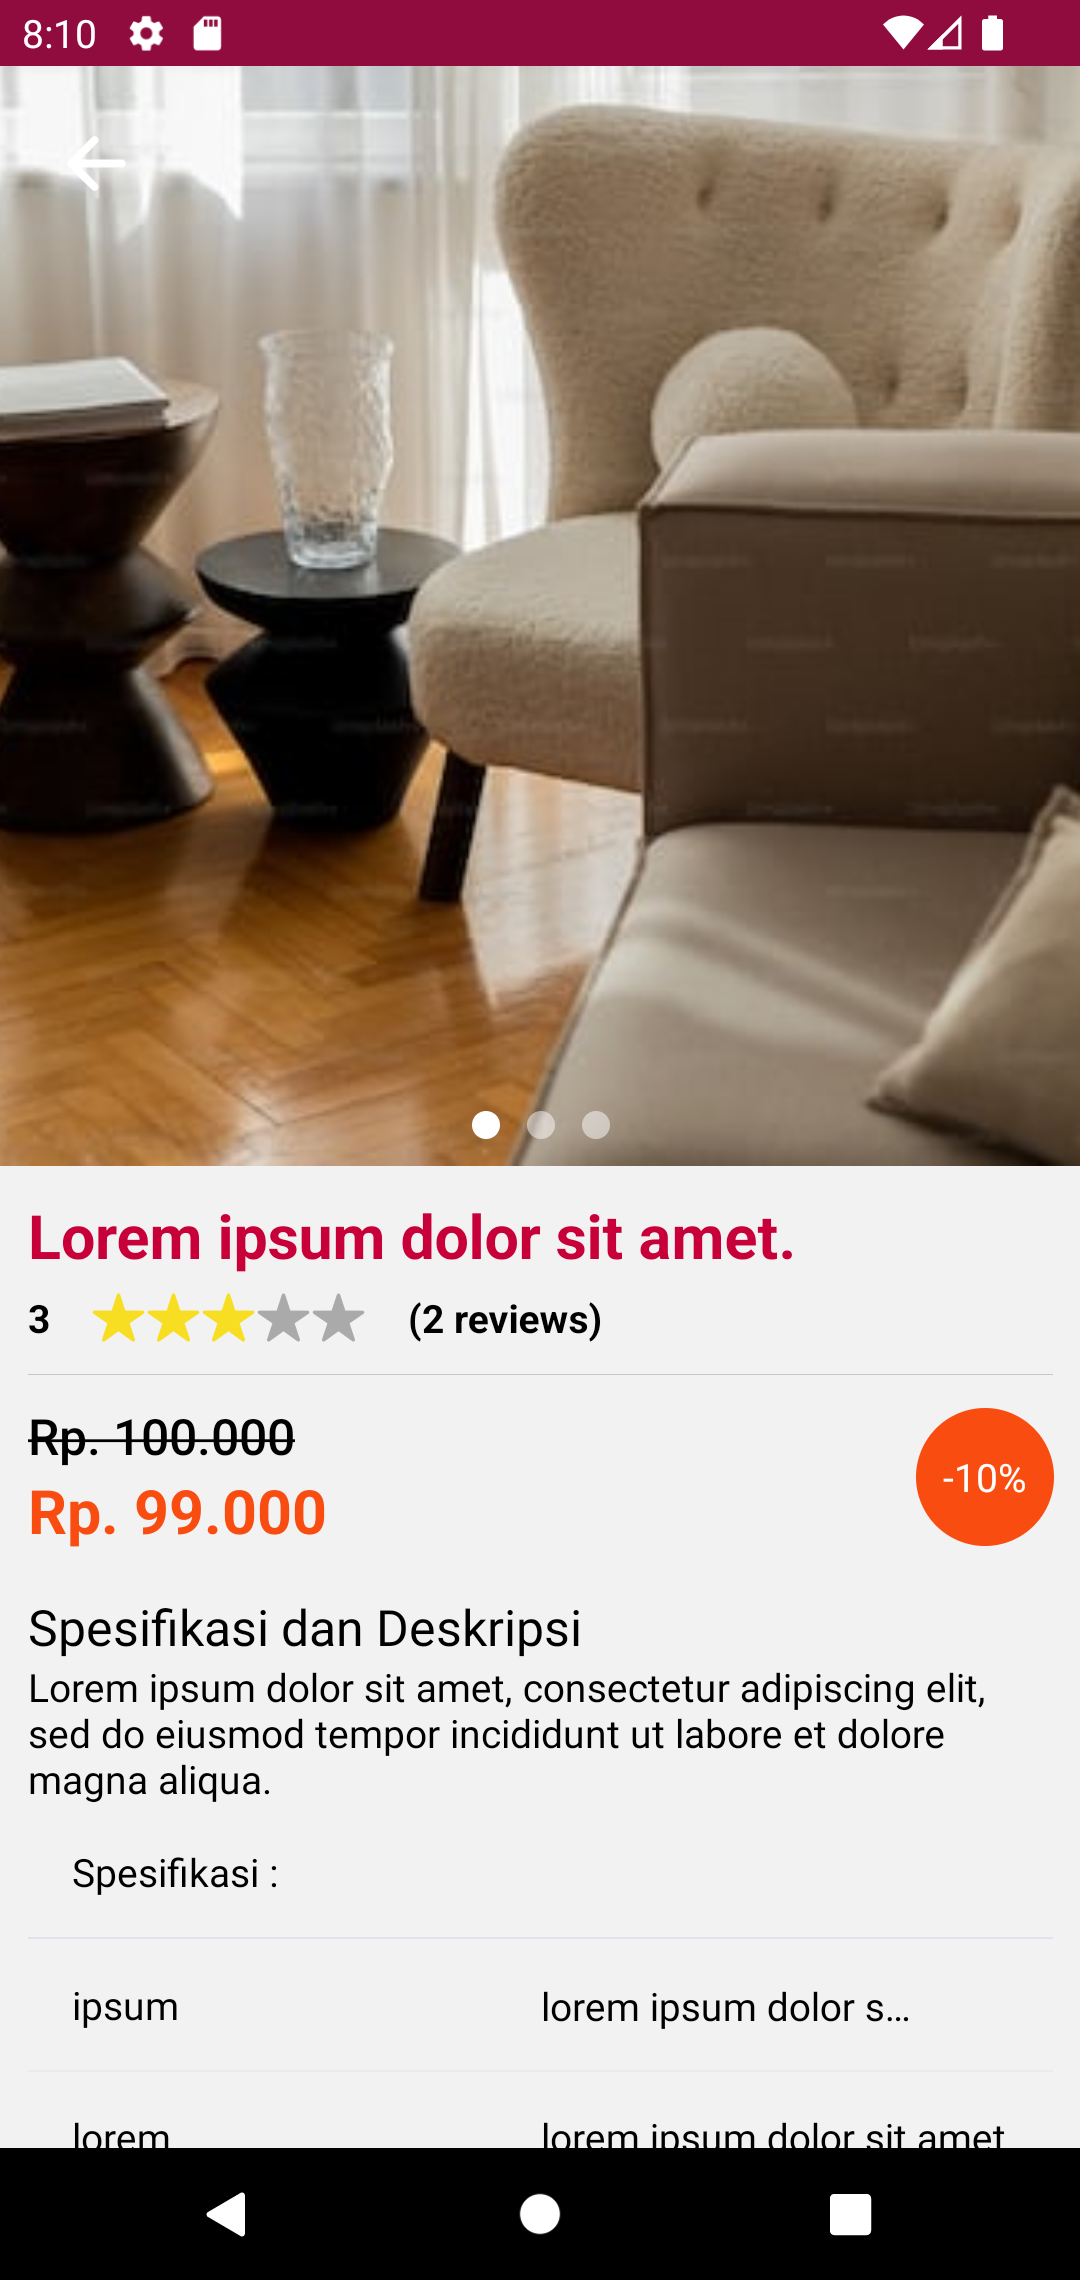 8:10
Lorem ipsum dolor sit amet.
3 (2 reviews)
Rp. 100.000
-10%
Rp. 99.000
Spesifikasi dan Deskripsi
Lorem ipsum dolor sit amet, consectetur adipiscing elit,
sed do eiusmod tempor incididunt ut labore et dolore
magna aliqua.
Spesifikasi :
ipsum lorem ipsum dolor s...
lorem lorem ipsum dolor sit amet